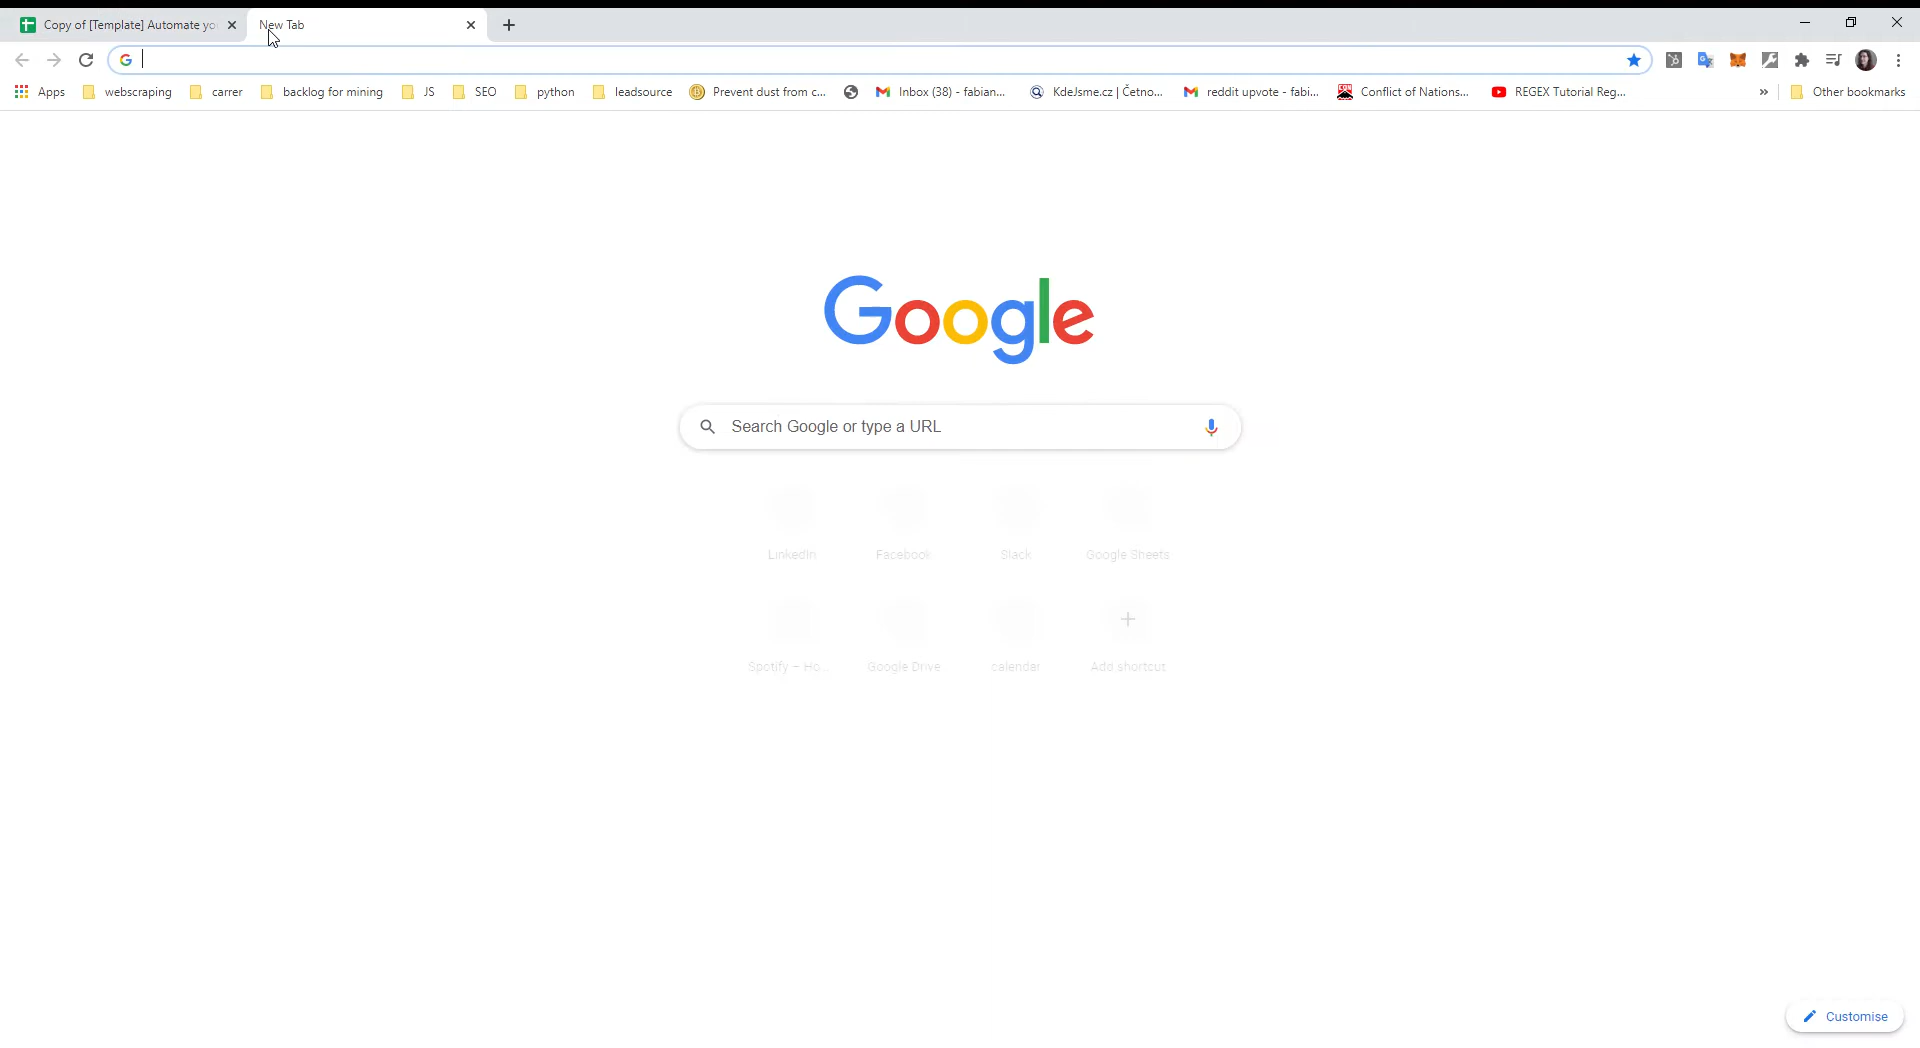 Copy of [Template] Automate yo
New Tab
Apps
webscraping
carrer
backlog for mining
JS
SEO
python
leadsource
Prevent dust from c...
Inbox (38) - fabian...
KdeJsme.cz | Četno...
reddit upvote - fabi...
Conflict of Nations...
REGEX Tutorial Reg...
»
Other bookmarks
Google
Search Google or type a URL
LinkedIn
Facebook
Slack
Google Sheets
Spotify – Ho...
Google Drive
calendar
Add shortcut
Customise